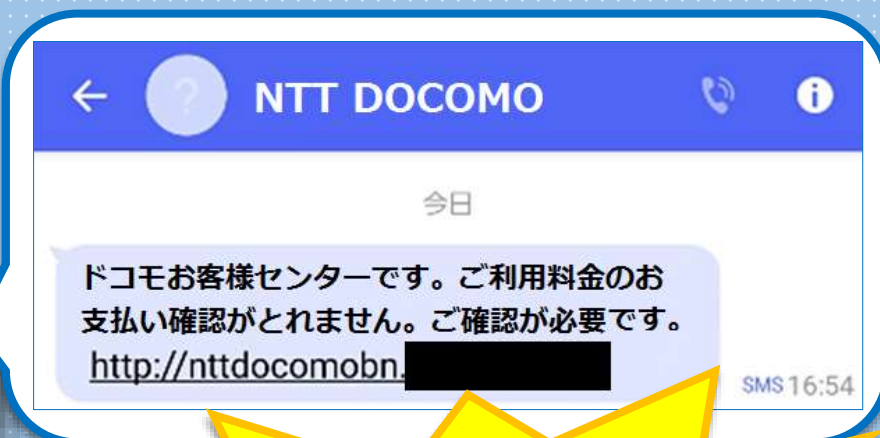 NTT DOCOMO
今日
ドコモお客様センターです。ご利用料金のお
支払い確認がとれません。ご確認が必要です。
http://nttdocomobn.
SMS 16:54